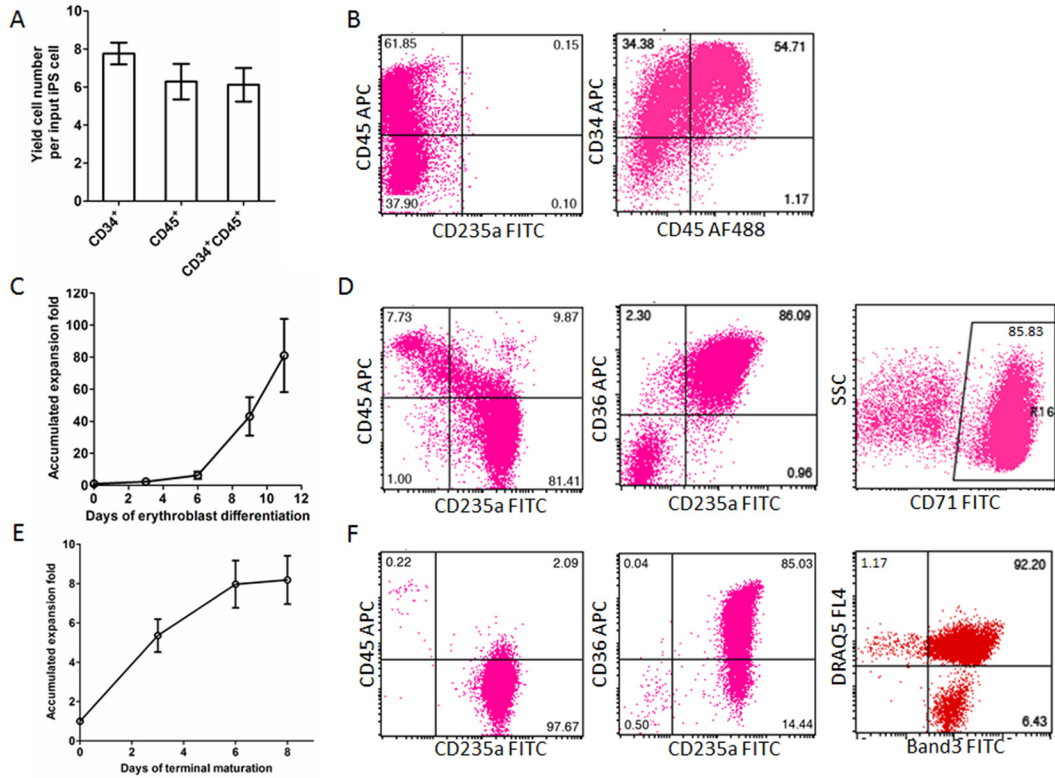 A
Yield cell number
per input iPS cell
10
8
6
4
2
0
CD34+
CD45+
CD34+CD45+
B
61.85
0.15
37.90
0.10
CD45 APC
CD235a FITC
34.38
54.71
1.17
CD34 APC
CD45 AF488
C
Accumulated expansion fold
120
100
80
60
40
20
0
0
2
4
6
8
10
12
Days of erythroblast differentiation
D
7.73
9.87
1.00
81.41
CD45 APC
CD235a FITC
2.30
86.09
0.96
CD36 APC
CD235a FITC
85.83
R16
SSC
CD71 FITC
E
Accumulated expansion fold
10
8
6
4
2
0
0
2
4
6
8
Days of terminal maturation
F
0.22
2.09
97.67
CD45 APC
CD235a FITC
0.04
85.03
0.50
14.44
CD36 APC
CD235a FITC
1.17
92.20
6.43
DRAQ5 FL4
Band3 FITC